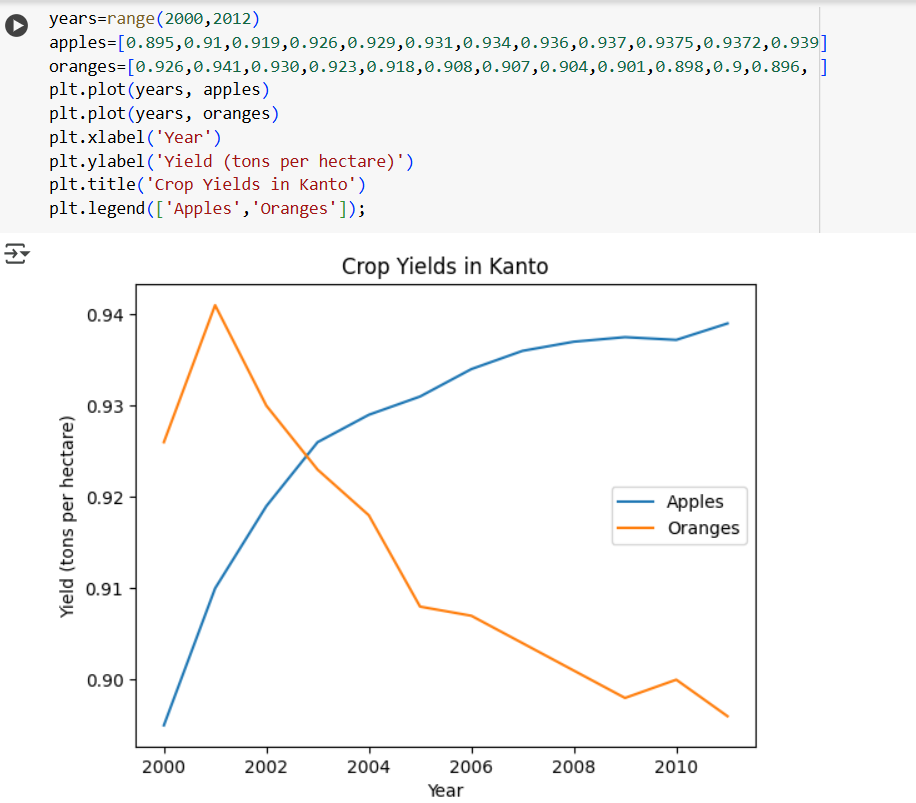 years=range(2000,2012)
apples=[0.895,0.91,0.919,0.926,0.929,0.931,0.934,0.936,0.937,0.9375,0.9372,0.939]
oranges=[0.926,0.941,0.930,0.923,0.918,0.908,0.907,0.904,0.901,0.898,0.9,0.896, ]
plt.plot(years, apples)
plt.plot(years, oranges)
plt.xlabel('Year')
plt.ylabel('Yield (tons per hectare)')
plt.title('Crop Yields in Kanto')
plt.legend(['Apples','Oranges']);
Crop Yields in Kanto
0.94
0.93
0.92
0.91
0.90
Yield (tons per hectare)
Apples
Oranges
2000 2002 2004 2006 2008 2010
Year